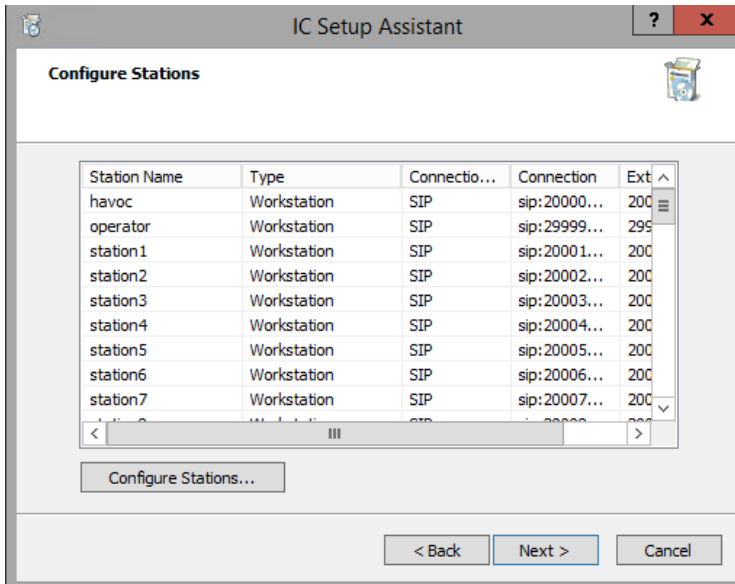 IC Setup Assistant ? x
Configure Stations
Station Name Type Connectio... Connection Ext
havoc Workstation SIP sip:20000... 200
operator Workstation SIP sip:29999... 299
station1 Workstation SIP sip:20001... 200
station2 Workstation SIP sip:20002... 200
station3 Workstation SIP sip:20003... 200
station4 Workstation SIP sip:20004... 200
station5 Workstation SIP sip:20005... 200
station6 Workstation SIP sip:20006... 200
station7 Workstation SIP sip:20007... 200
Configure Stations...
< Back Next > Cancel